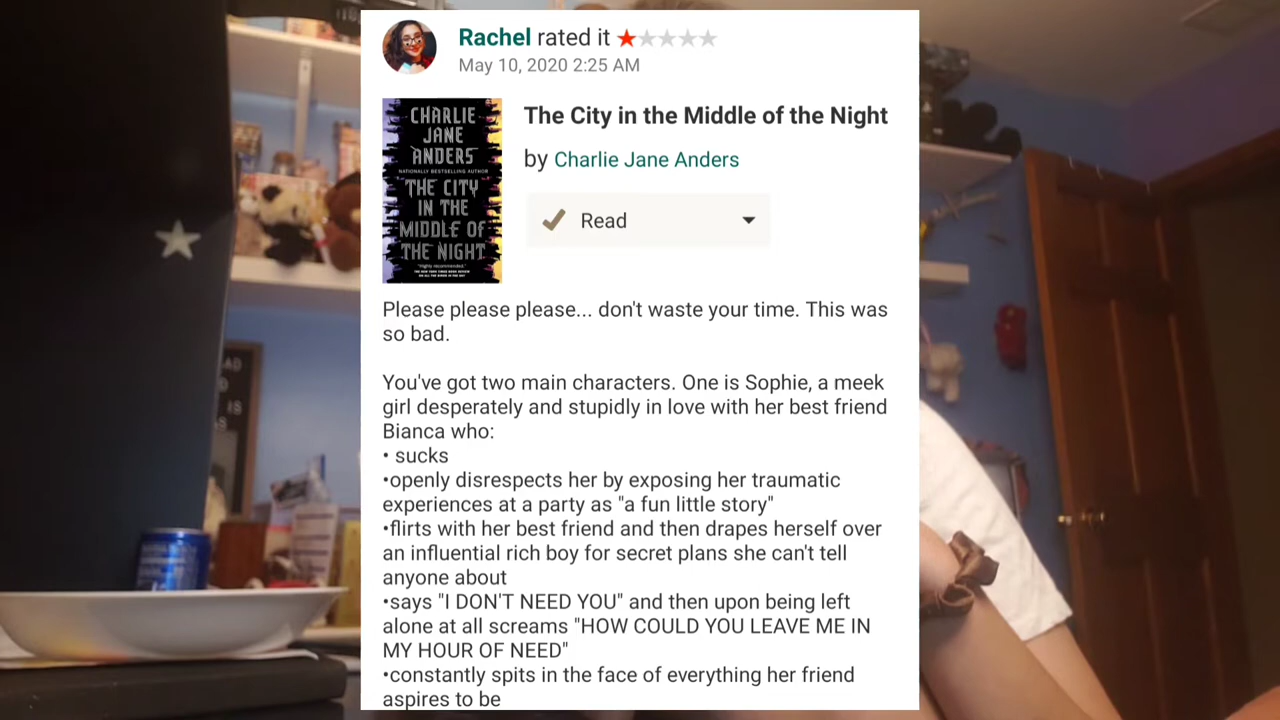 Rachel rated it
May 10, 2020 2:25 AM
CHARLIE
JANE
ANDERS
NATIONALLY BESTSELLING AUTHOR
THE CITY
IN THE
MIDDLE OF
THE NIGHT
"Highly recommended."
The City in the Middle of the Night
by Charlie Jane Anders
Read
Please please please... don't waste your time. This was
so bad.
You've got two main characters. One is Sophie, a meek
girl desperately and stupidly in love with her best friend
Bianca who:
• sucks
•openly disrespects her by exposing her traumatic
experiences at a party as "a fun little story"
•flirts with her best friend and then drapes herself over
an influential rich boy for secret plans she can't tell
anyone about
•says "I DON'T NEED YOU" and then upon being left
alone at all screams "HOW COULD YOU LEAVE ME IN
MY HOUR OF NEED"
•constantly spits in the face of everything her friend
aspires to be
AD
IS